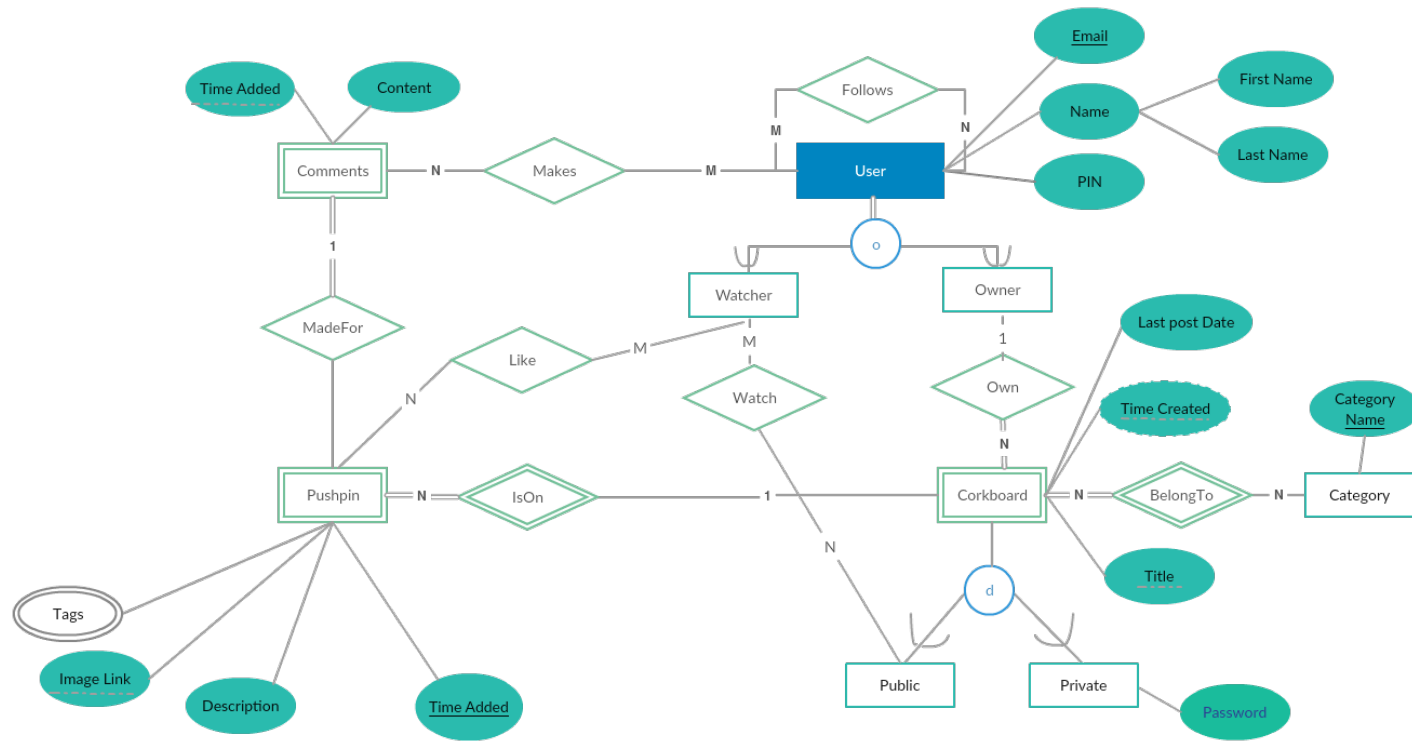 Email
Time Added
Content
Follows
Name
First Name
M
N
Last Name
Comments
N
Makes
M
User
PIN
1
o
Watcher
Owner
MadeFor
Last post Date
M
M
1
Like
Own
Watch
Time Created
Category
Name
N
N
Pushpin
N
IsOn
1
Corkboard
N
BelongTo
N
Category
N
Title
d
Tags
Image Link
Description
Time Added
Public
Private
Password